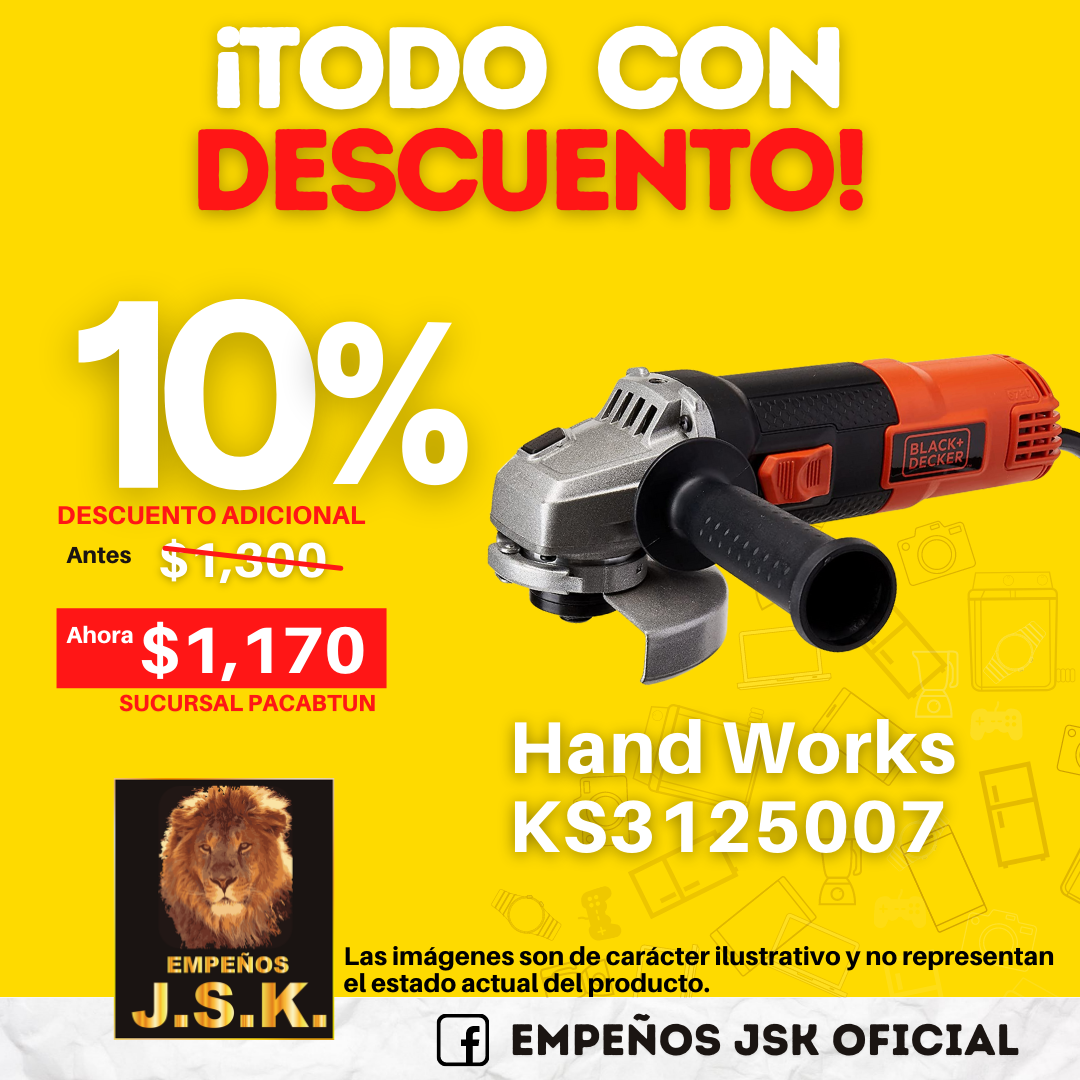 ¡TODO CON
DESCUENTO!
10%
DESCUENTO ADICIONAL
Antes $1,300
Ahora $1,170
SUCURSAL PACABTUN
BLACK+
DECKER
Hand Works
KS3125007
EMPEÑOS
J.S.K.
Las imágenes son de carácter ilustrativo y no representan
el estado actual del producto.
f EMPEÑOS JSK OFICIAL